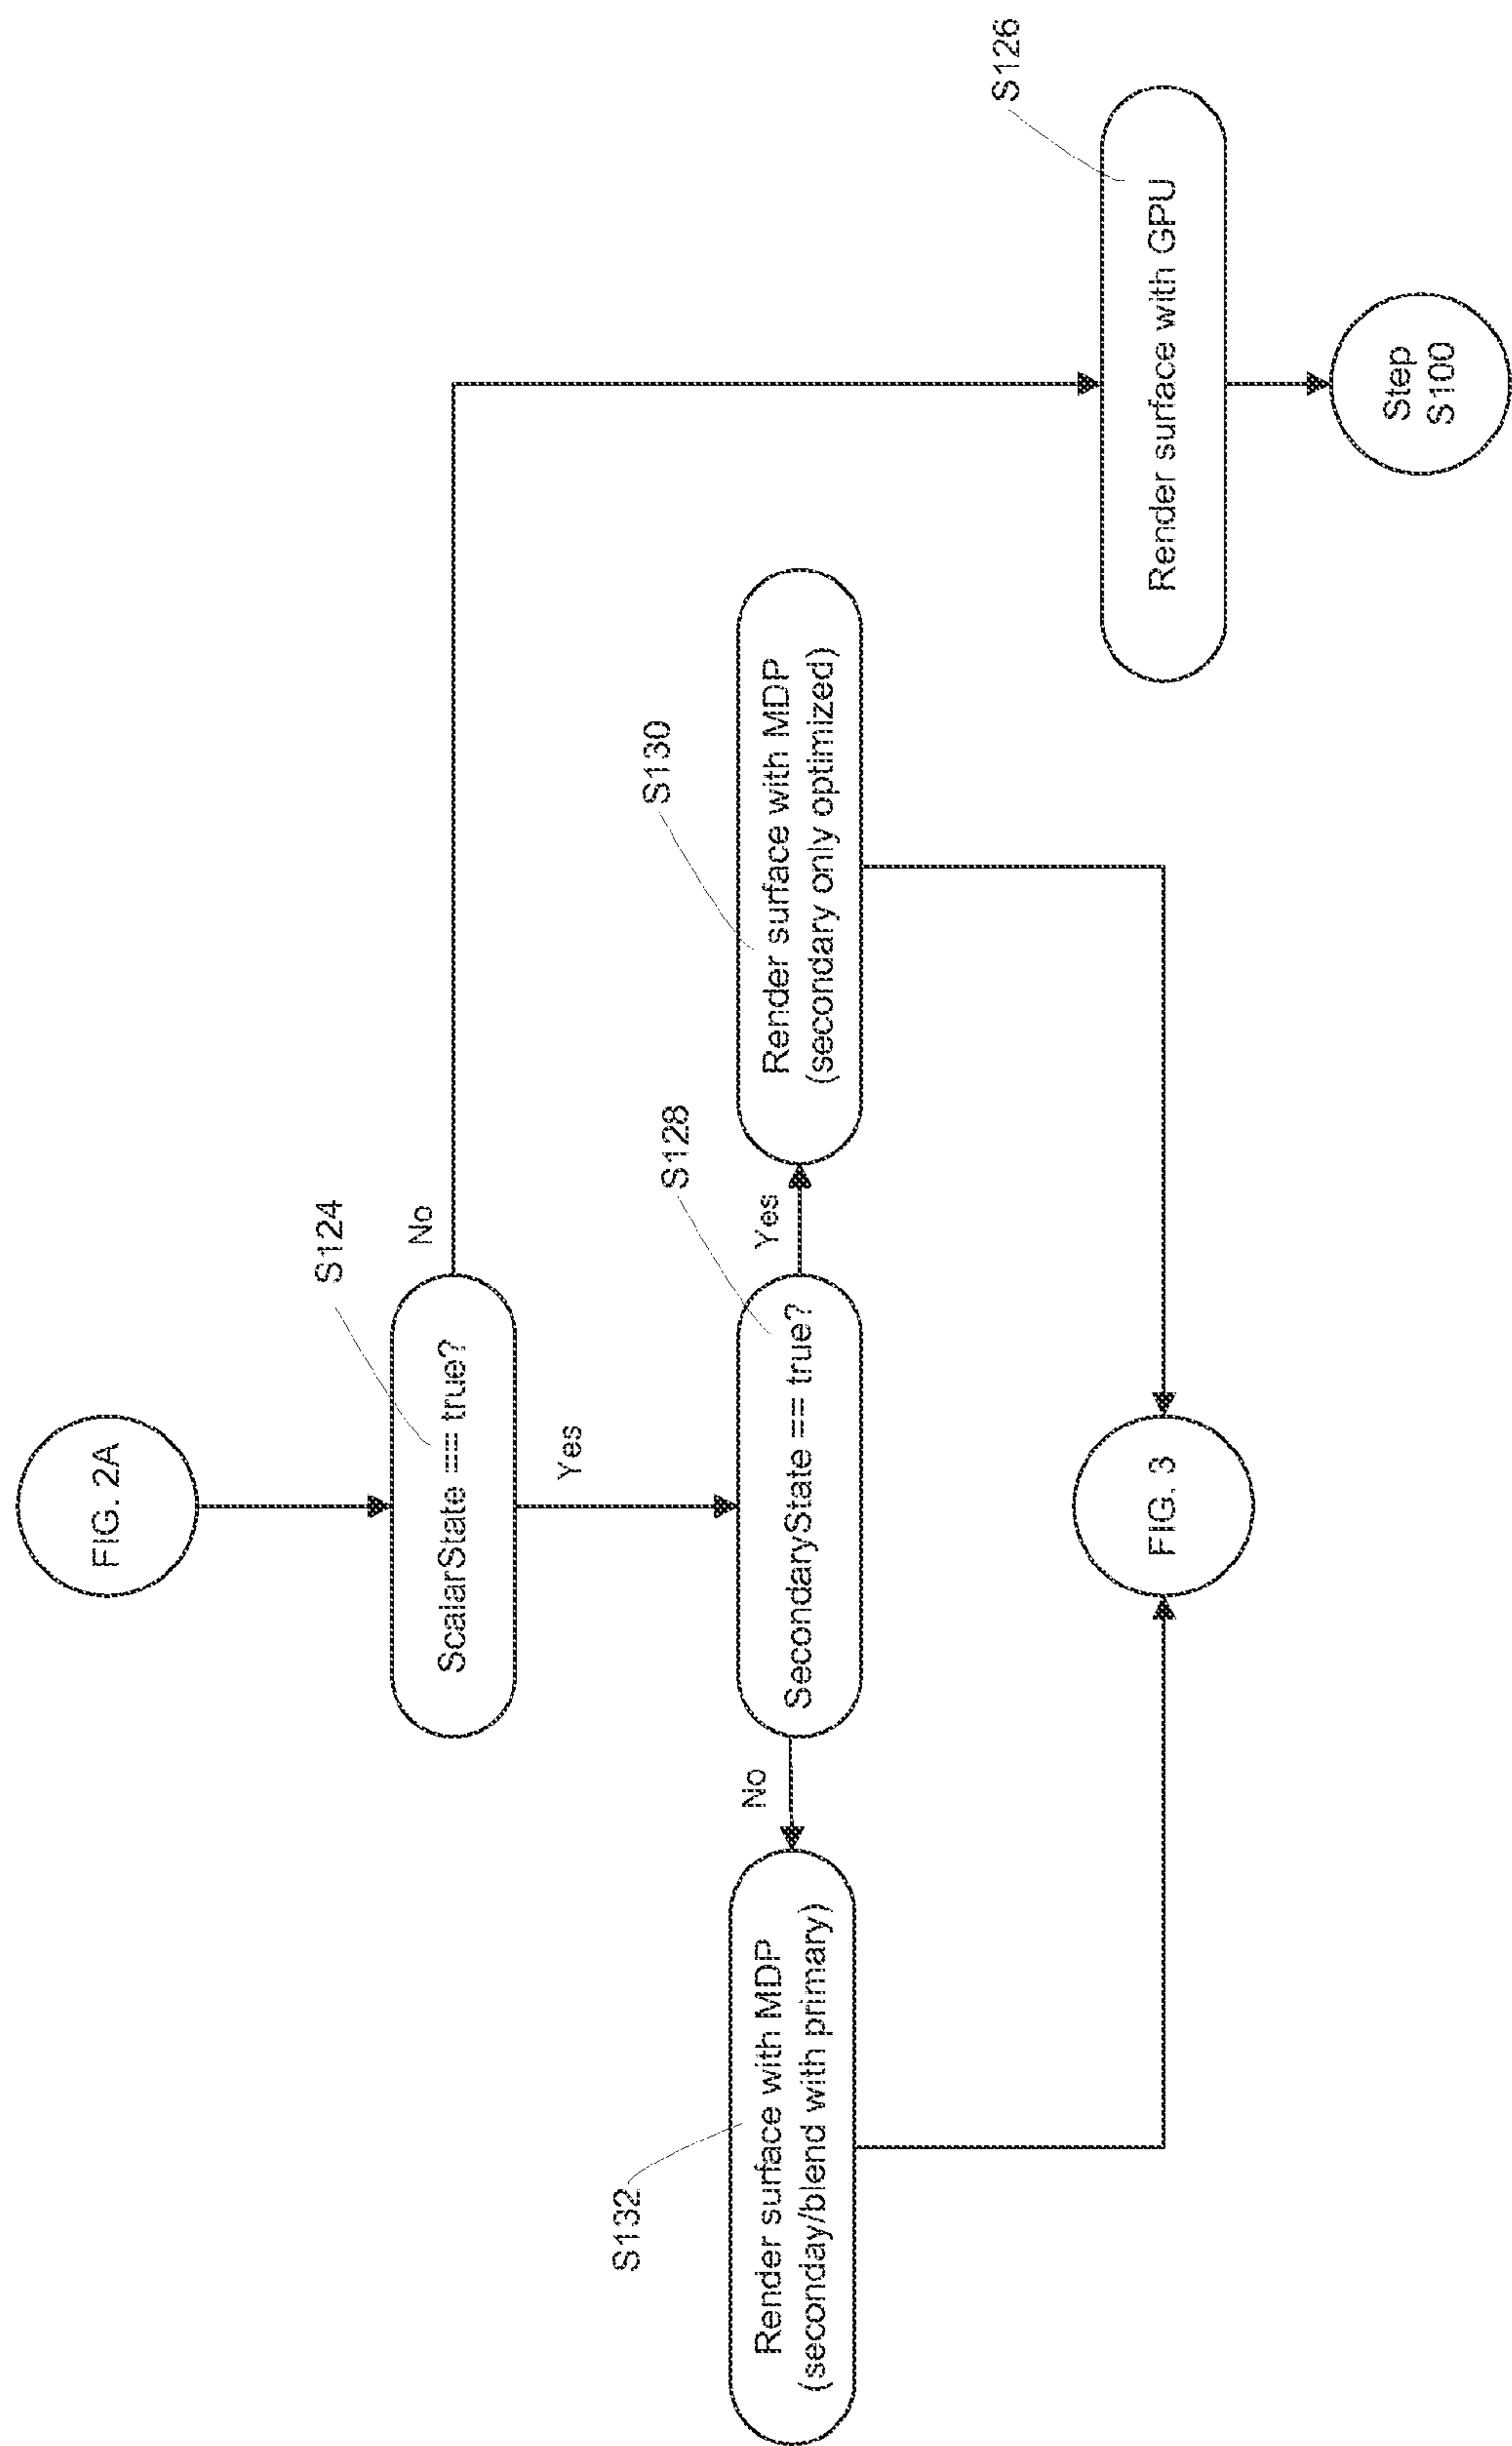 FIG. 2A
S124
ScalarState == true?
No
Yes
S128
SecondaryState == true?
No
Yes
S132
Render surface with MDP
(seconday/blend with primary)
S130
Render surface with MDP
(secondary only optimized)
S126
Render surface with GPU
FIG. 3
Step
S100